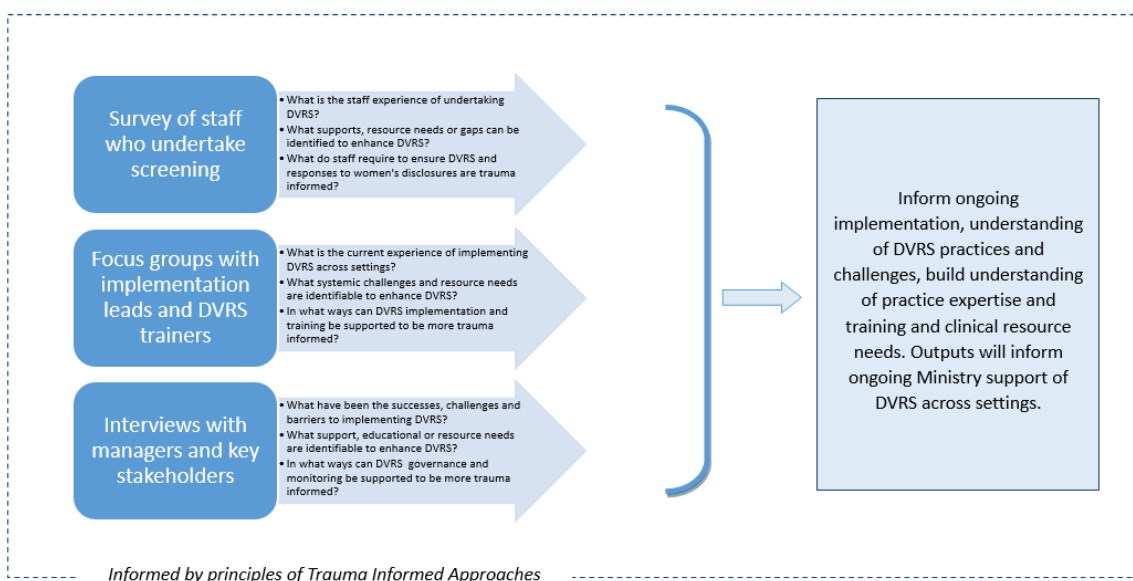 Survey of staff
who undertake
screening
• What is the staff experience of undertaking
DVRS?
• What supports, resource needs or gaps can be
identified to enhance DVRS?
• What do staff require to ensure DVRS and
responses to women's disclosures are trauma
informed?
Focus groups with
implementation
leads and DVRS
trainers
• What is the current experience of implementing
DVRS across settings?
• What systemic challenges and resource needs
are identifiable to enhance DVRS?
• In what ways can DVRS implementation and
training be supported to be more trauma
informed?
Interviews with
managers and key
stakeholders
• What have been the successes, challenges and
barriers to implementing DVRS?
• What support, educational or resource needs
are identifiable to enhance DVRS?
• In what ways can DVRS governance and
monitoring be supported to be more trauma
informed?
Inform ongoing
implementation, understanding
of DVRS practices and
challenges, build understanding
of practice expertise and
training and clinical resource
needs. Outputs will inform
ongoing Ministry support of
DVRS across settings.
Informed by principles of Trauma Informed Approaches